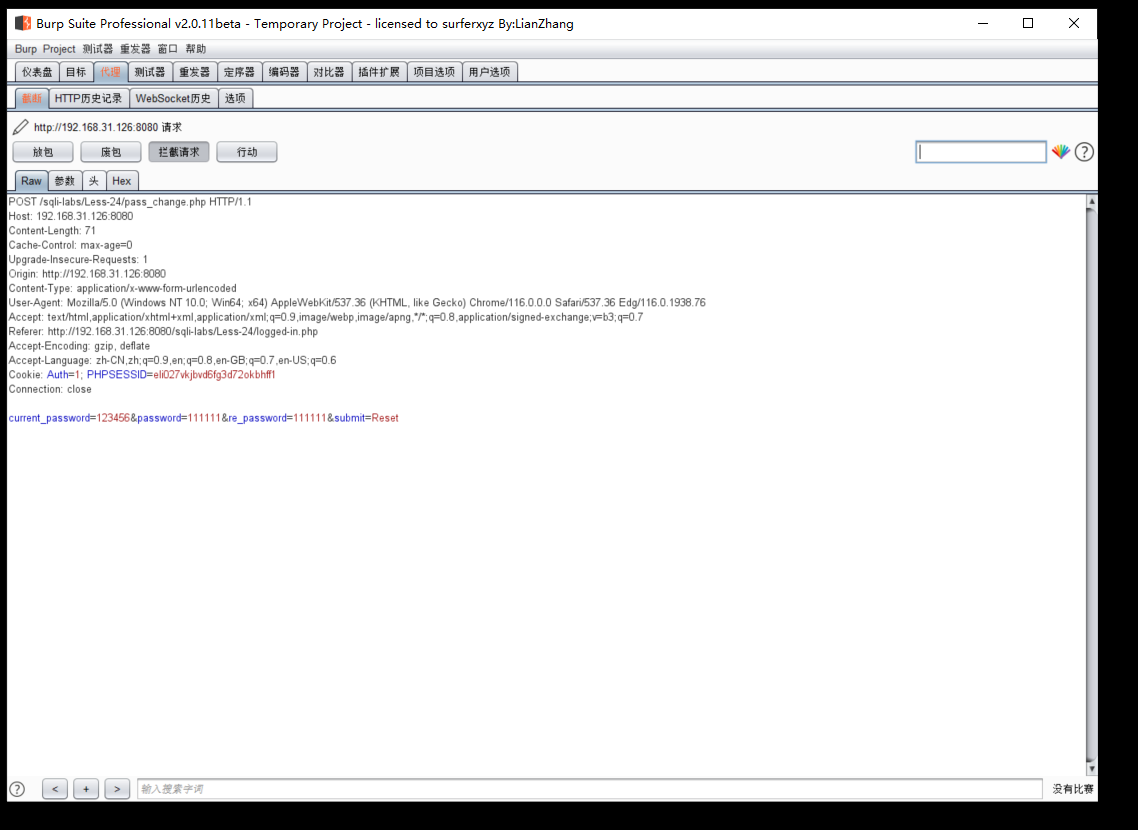 Burp Suite Professional v2.0.11beta - Temporary Project - licensed to surferxyz By:LianZhang
Burp Project 测试器 重发器 窗口 帮助
仪表盘 目标 代理 测试器 重发器 定序器 编码器 对比器 插件扩展 项目选项 用户选项
截断 HTTP历史记录 WebSocket历史 选项
http://192.168.31.126:8080 请求
放包 废包 拦截请求 行动 ?
Raw 参数 头 Hex
POST /sqli-labs/Less-24/pass_change.php HTTP/1.1
Host: 192.168.31.126:8080
Content-Length: 71
Cache-Control: max-age=0
Upgrade-Insecure-Requests: 1
Origin: http://192.168.31.126:8080
Content-Type: application/x-www-form-urlencoded
User-Agent: Mozilla/5.0 (Windows NT 10.0; Win64; x64) AppleWebKit/537.36 (KHTML, like Gecko) Chrome/116.0.0.0 Safari/537.36 Edg/116.0.1938.76
Accept: text/html,application/xhtml+xml,application/xml;q=0.9,image/webp,image/apng,*/*;q=0.8,application/signed-exchange;v=b3;q=0.7
Referer: http://192.168.31.126:8080/sqli-labs/Less-24/logged-in.php
Accept-Encoding: gzip, deflate
Accept-Language: zh-CN,zh;q=0.9,en;q=0.8,en-GB;q=0.7,en-US;q=0.6
Cookie: Auth=1; PHPSESSID=eli027vkjbvd6fg3d72okbhff1
Connection: close
current_password=123456&password=111111&re_password=111111&submit=Reset
? < + > 输入搜索字词 没有比赛